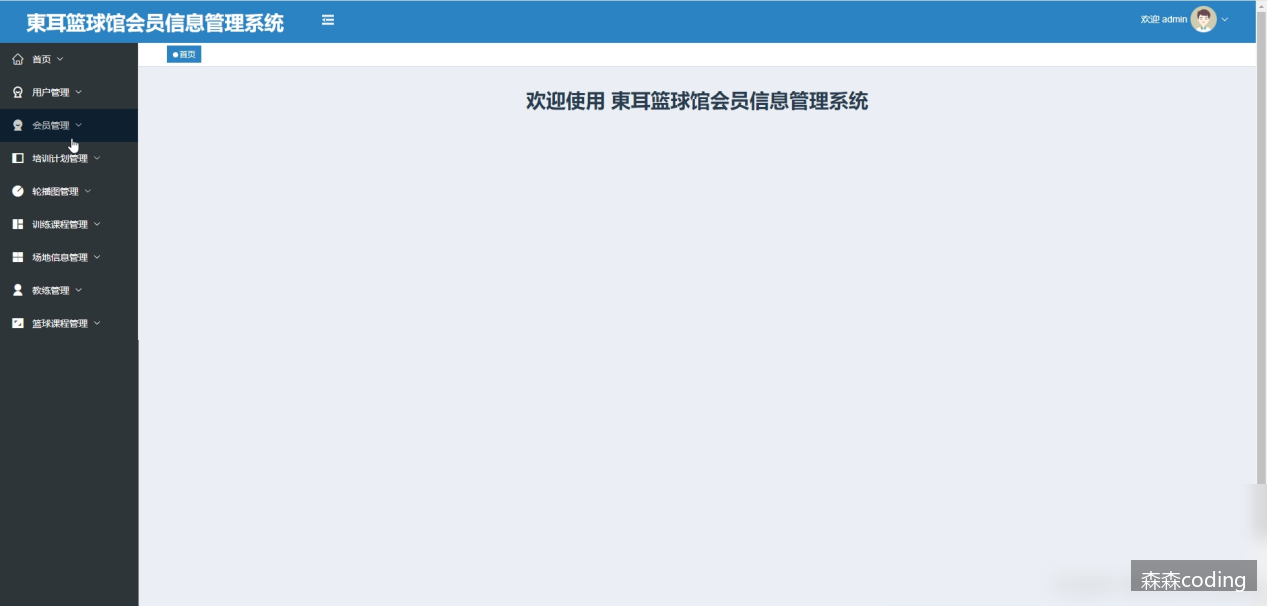 東耳篮球馆会员信息管理系统
欢迎 admin
首页
首页
用户管理
会员管理
培训计划管理
轮播图管理
训练课程管理
场地信息管理
教练管理
篮球课程管理
欢迎使用 東耳篮球馆会员信息管理系统
森森coding